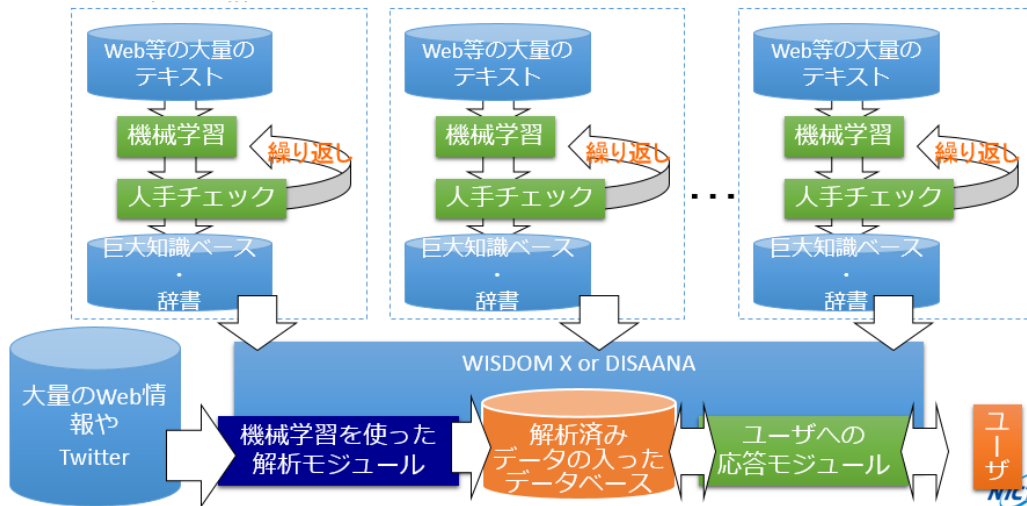 Web等の大量の
テキスト
機械学習
繰り返し
人手チェック
巨大知識ベース
・
辞書
Web等の大量の
テキスト
機械学習
繰り返し
人手チェック
巨大知識ベース
・
辞書
・・・
Web等の大量の
テキスト
機械学習
繰り返し
人手チェック
巨大知識ベース
・
辞書
WISDOM X or DISAANA
大量のWeb情
報や
Twitter
機械学習を使った
解析モジュール
解析済み
データの入った
データベース
ユーザへの
応答モジュール
ユーザ